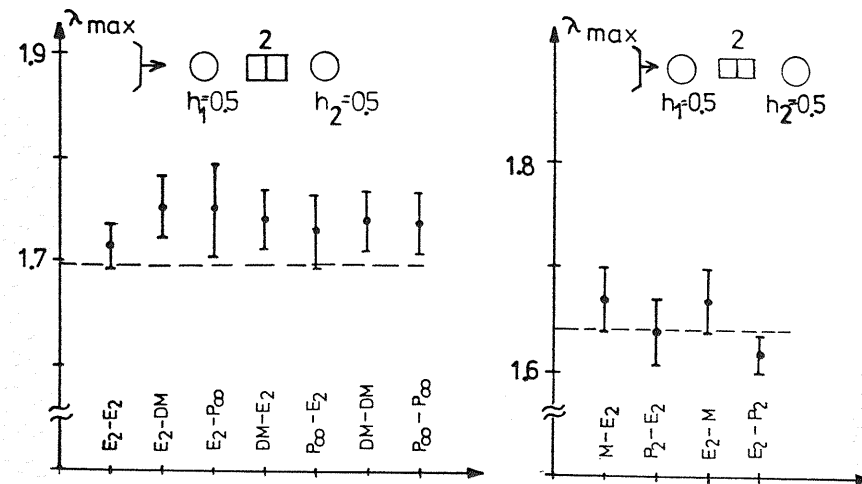 λ max
1.9
2
h₁=0.5
h₂=0.5
1.7
E₂-E₂
E₂-DM
E₂-P∞
DM-E₂
P∞-E₂
DM-DM
P∞-P∞
λ max
2
h₁=0.5
h₂=0.5
1.8
1.6
M-E₂
P₂-E₂
E₂-M
E₂-P₂